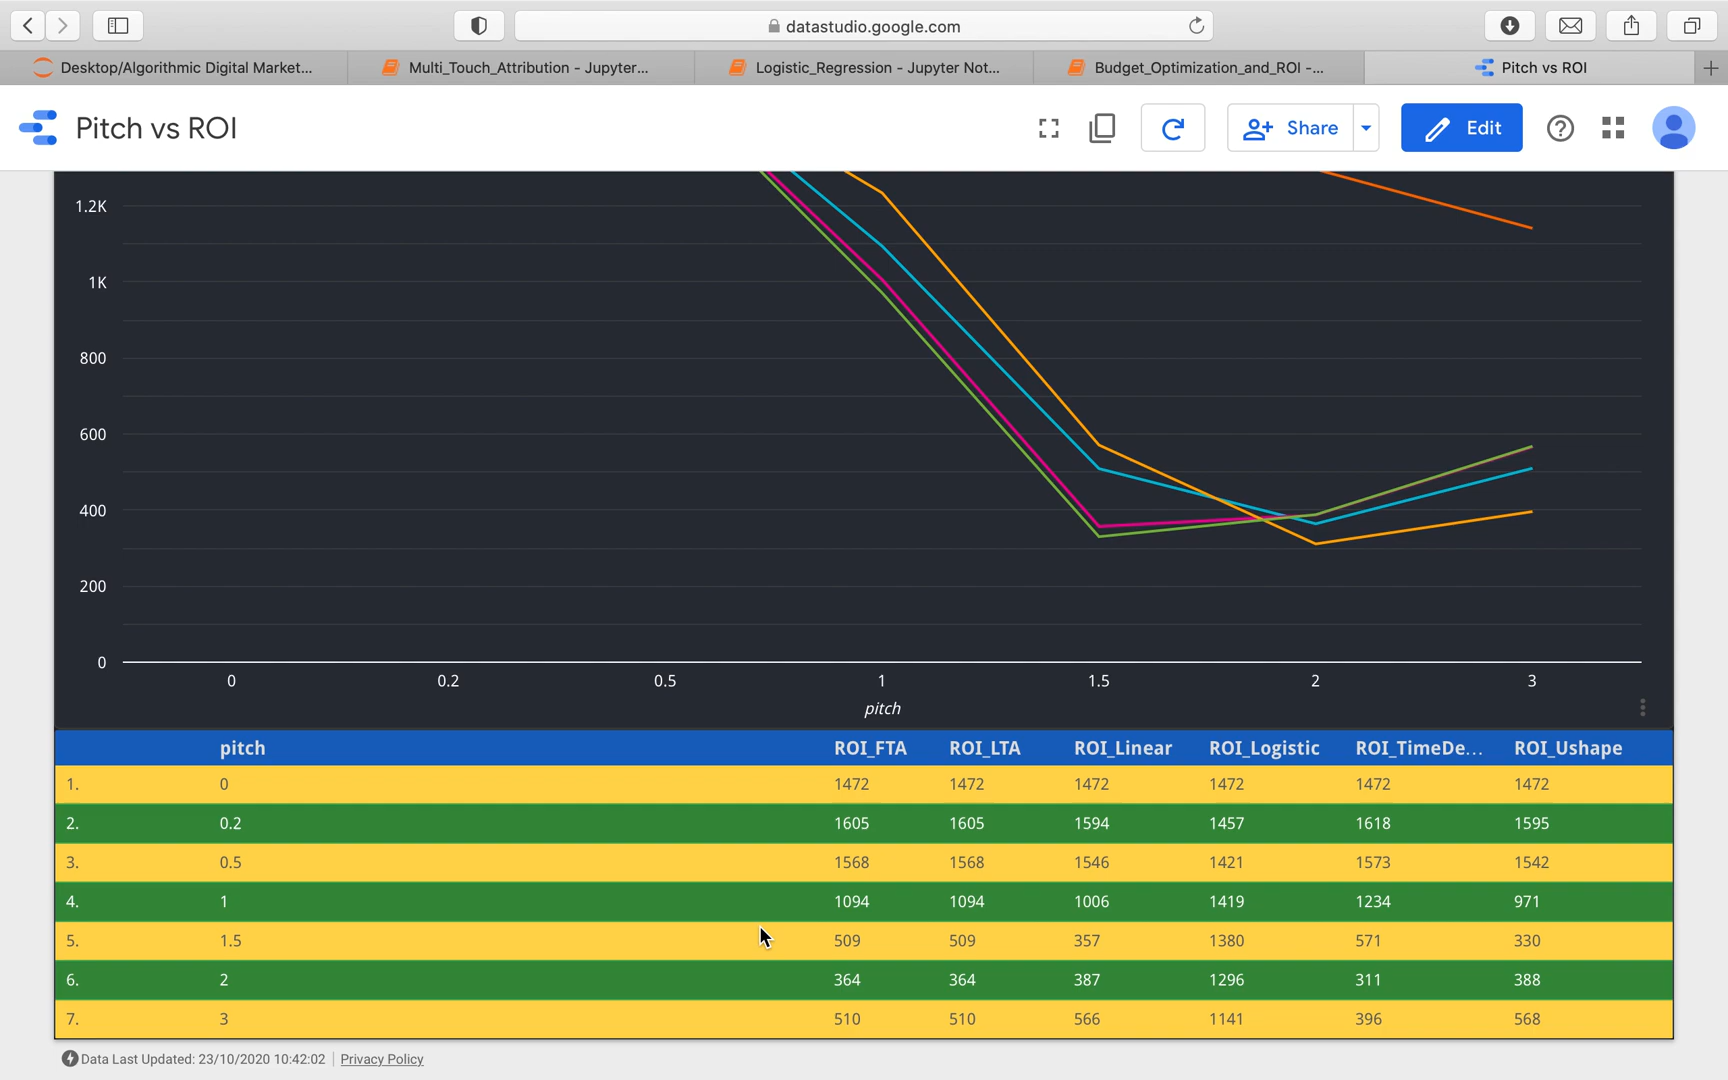 datastudio.google.com
Desktop/Algorithmic Digital Market...
Multi_Touch_Attribution - Jupyter...
Logistic_Regression - Jupyter Not...
Budget_Optimization_and_ROI -...
Pitch vs ROI
Pitch vs ROI
Share
Edit
1.2K
1K
800
600
400
200
0
0 0.2 0.5 1 1.5 2 3
pitch
pitch ROI_FTA ROI_LTA ROI_Linear ROI_Logistic ROI_TimeDe... ROI_Ushape
1. 0 1472 1472 1472 1472 1472 1472
2. 0.2 1605 1605 1594 1457 1618 1595
3. 0.5 1568 1568 1546 1421 1573 1542
4. 1 1094 1094 1006 1419 1234 971
5. 1.5 509 509 357 1380 571 330
6. 2 364 364 387 1296 311 388
7. 3 510 510 566 1141 396 568
Data Last Updated: 23/10/2020 10:42:02 | Privacy Policy